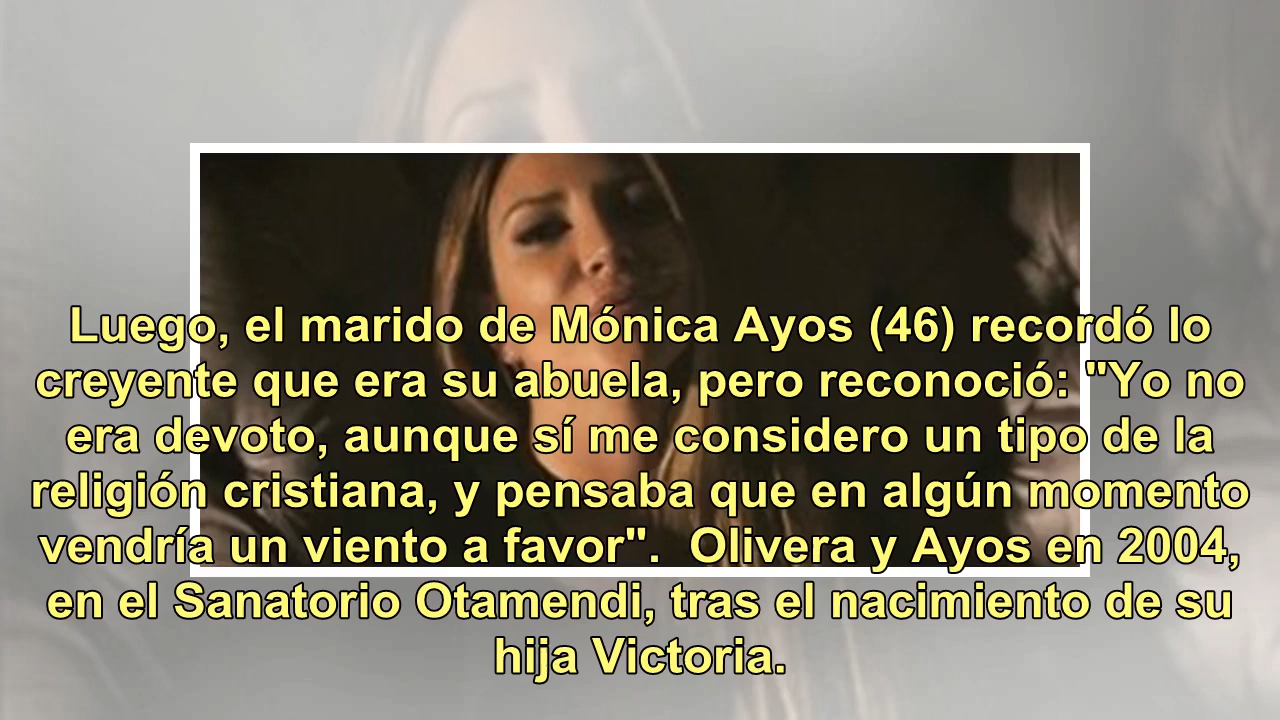 Luego, el marido de Mónica Ayos (46) recordó lo
creyente que era su abuela, pero reconoció: "Yo no
era devoto, aunque sí me considero un tipo de la
religión cristiana, y pensaba que en algún momento
vendría un viento a favor".  Olivera y Ayos en 2004,
en el Sanatorio Otamendi, tras el nacimiento de su
hija Victoria.